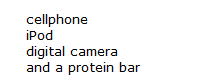 cellphone
iPod
digital camera
and a protein bar